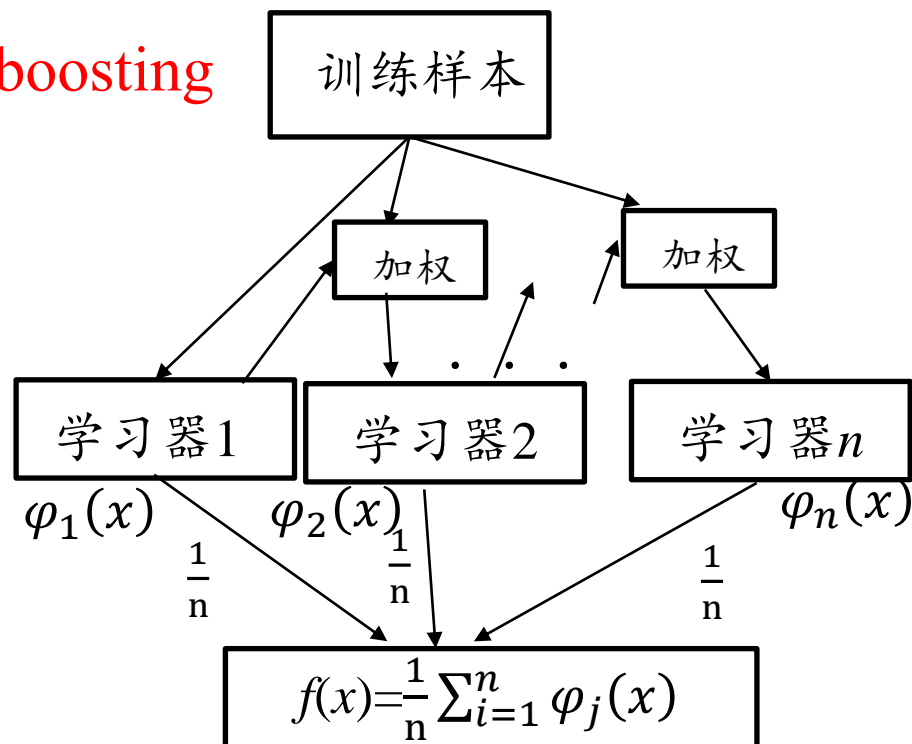 boosting
训练样本
加权
加权
. . .
学习器1
学习器2
学习器n
φ₁(x)
φ₂(x)
φₙ(x)
1/n
1/n
1/n
f(x)=1/n ∑ⁿᵢ₌₁ φⱼ(x)